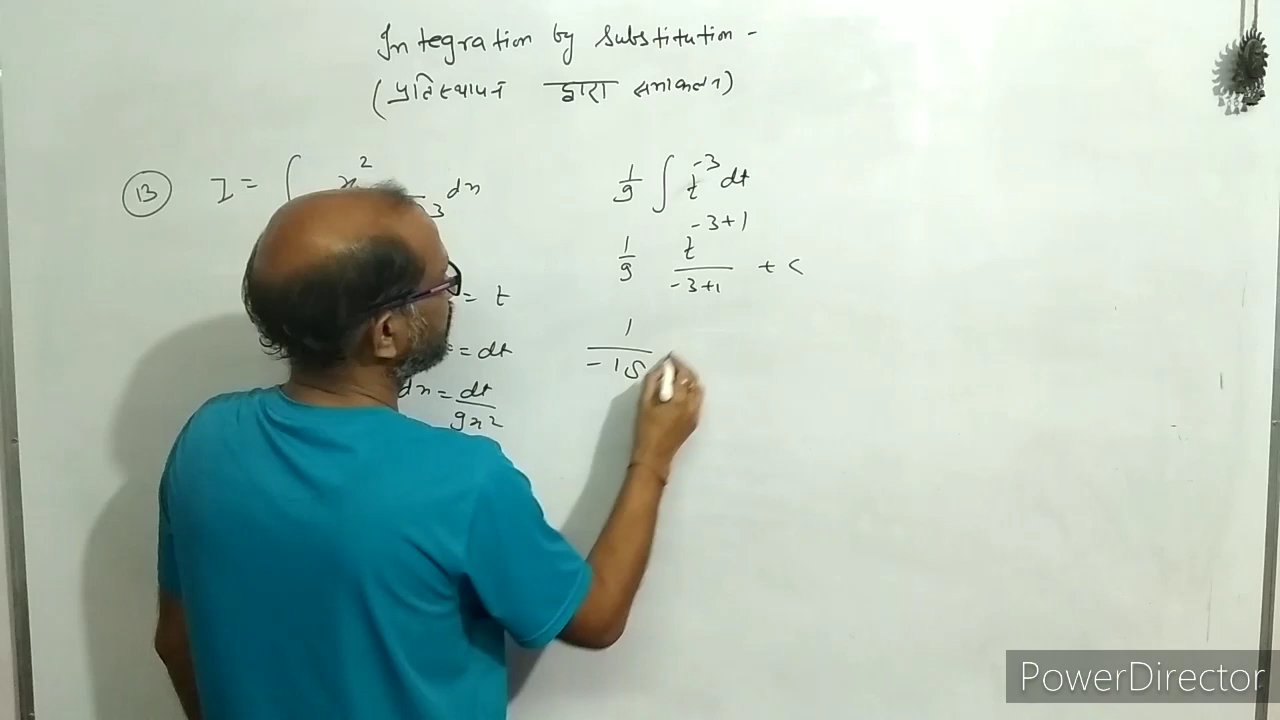 Integration by Substitution -
(प्रतिस्थापन द्वारा समाकलन)
13 I = ∫ x² 3 dx
= t
= dt
dx = dt/9x²
1/9 ∫ t⁻³ dt
1/9 t⁻³⁺¹/-3+1 + c
1/-18
PowerDirector